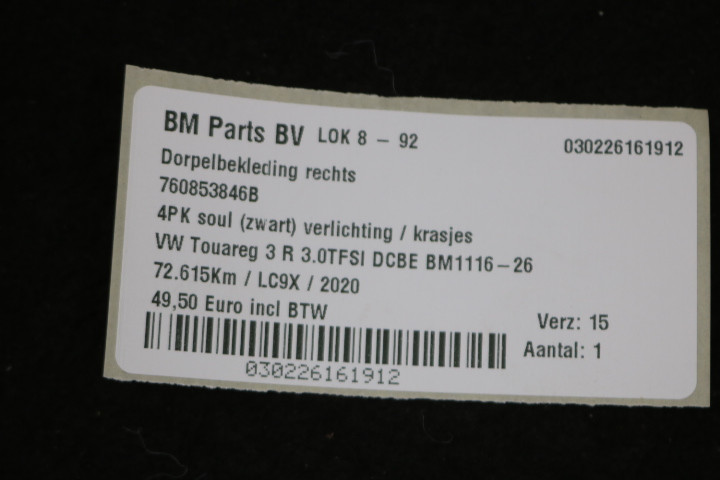 BM Parts BV LOK 8 - 92
030226161912
Dorpelbekleding rechts
760853846B
4PK soul (zwart) verlichting / krasjes
VW Touareg 3 R 3.0TFSI DCBE BM1116-26
72.615Km / LC9X / 2020
49,50 Euro incl BTW
Verz: 15
Aantal: 1
030226161912